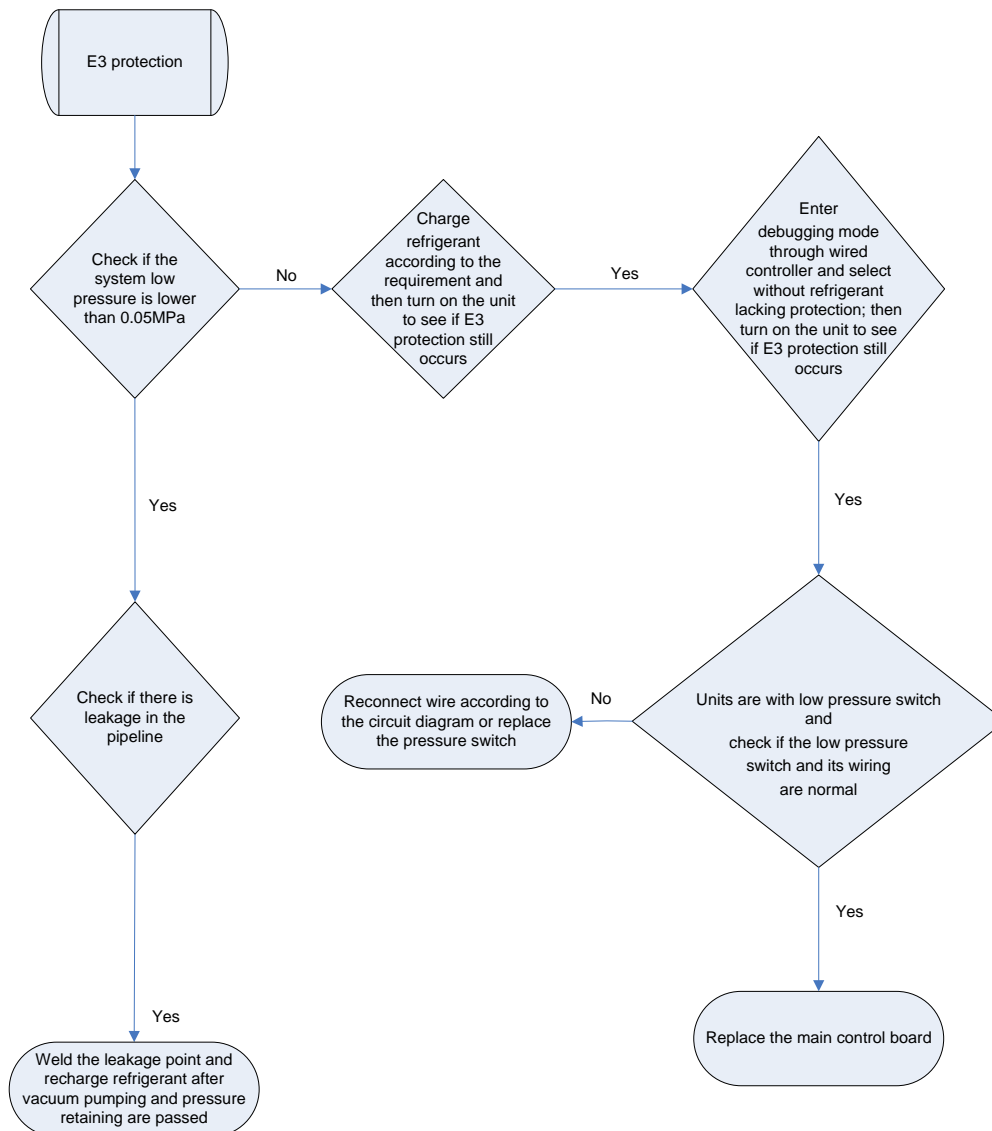 E3 protection
Check if the
system low
pressure is lower
than 0.05MPa
No
Charge
refrigerant
according to the
requirement and
then turn on the unit
to see if E3
protection still
occurs
Yes
Enter
debugging mode
through wired
controller and select
without refrigerant
lacking protection; then
turn on the unit to see
if E3 protection still
occurs
Yes
Yes
Check if there is
leakage in the
pipeline
Reconnect wire according to
the circuit diagram or replace
the pressure switch
No
Units are with low pressure switch
and
check if the low pressure
switch and its wiring
are normal
Yes
Yes
Weld the leakage point and
recharge refrigerant after
vacuum pumping and pressure
retaining are passed
Replace the main control board